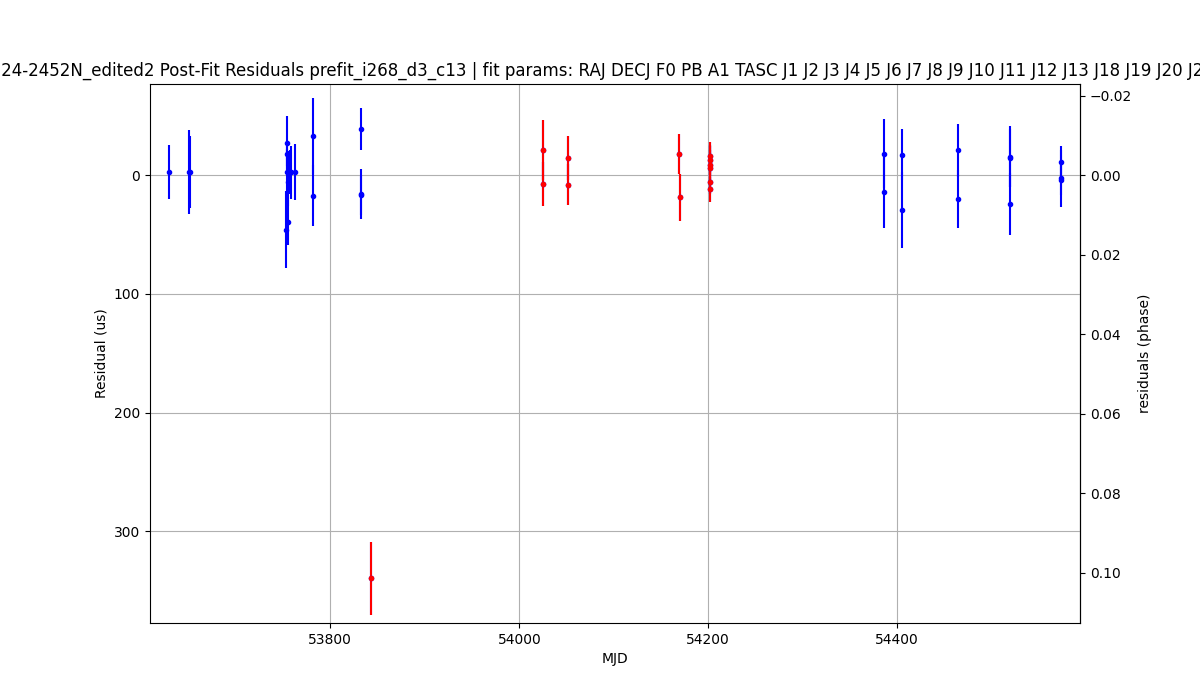 24-2452N_edited2 Post-Fit Residuals prefit_i268_d3_c13 | fit params: RAJ DECJ F0 PB A1 TASC J1 J2 J3 J4 J5 J6 J7 J8 J9 J10 J11 J12 J13 J18 J19 J20 J2
−0.02
0 0.00
0.02
100
0.04
Residual (us)
residuals (phase)
200 0.06
0.08
300
0.10
53800 54000 54200 54400
MJD